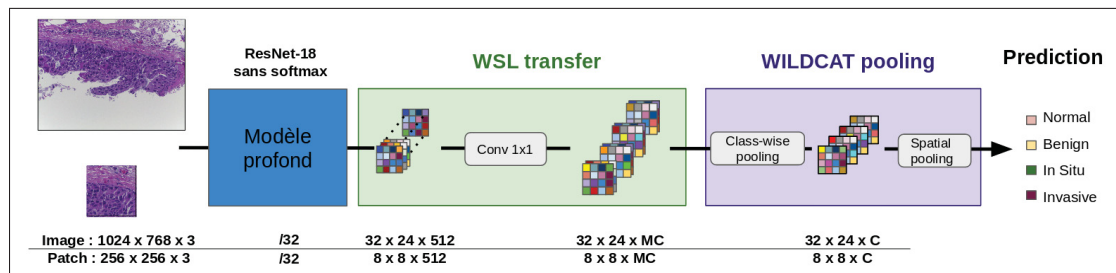 ResNet-18
sans softmax
WSL transfer
WILDCAT pooling
Prediction
Modèle
profond
Conv 1x1
Class-wise
pooling
Spatial
pooling
Normal
Benign
In Situ
Invasive
Image : 1024 x 768 x 3 /32 32 x 24 x 512 32 x 24 x MC 32 x 24 x C
Patch : 256 x 256 x 3 /32 8 x 8 x 512 8 x 8 x MC 8 x 8 x C